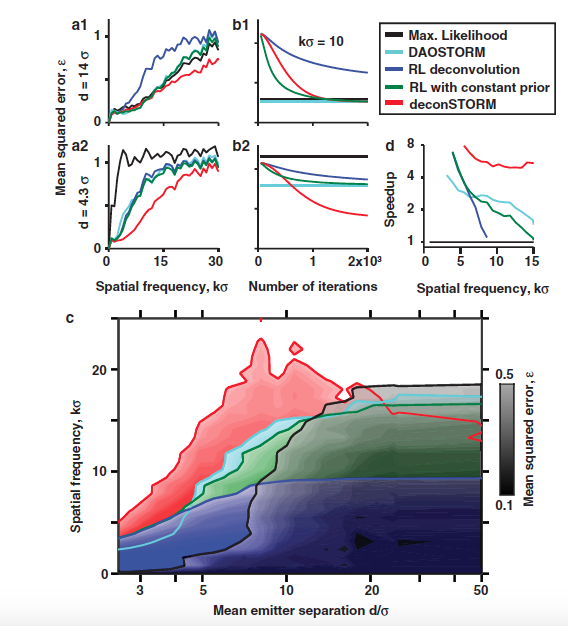 a1
1
0
d = 14 σ
b1
kσ = 10
Max. Likelihood
DAOSTORM
RL deconvolution
RL with constant prior
deconSTORM
Mean squared error, ε
a2
1
0
d = 4.3 σ
0 15 30
Spatial frequency, kσ
b2
0 1 2x10³
Number of iterations
d
8
4
2
1
Speedup
0 5 10 15
Spatial frequency, kσ
c
20
10
0
Spatial frequency, kσ
3 5 10 20 50
Mean emitter separation d/σ
0.5
0.1
Mean squared error, ε